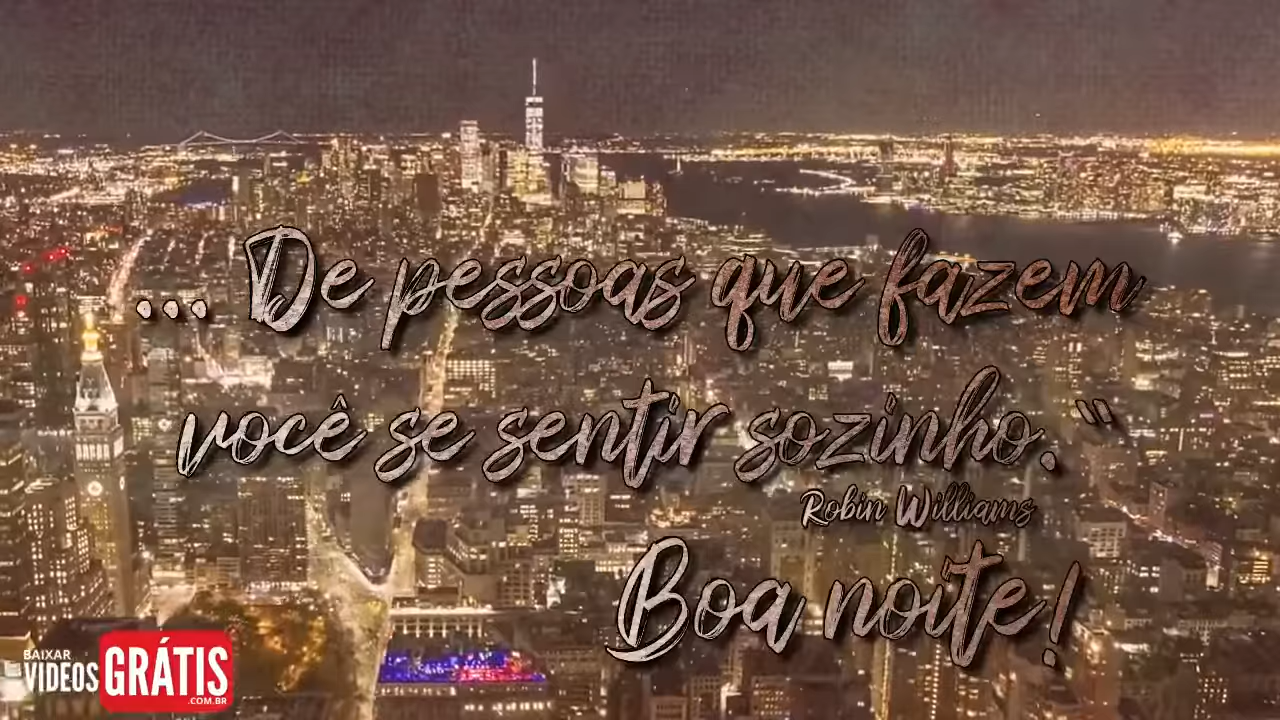 ... De pessoas que fazem
você se sentir sozinho."
Robin Williams
Boa noite!
BAIXAR
VIDEOS GRÁTIS
.COM.BR